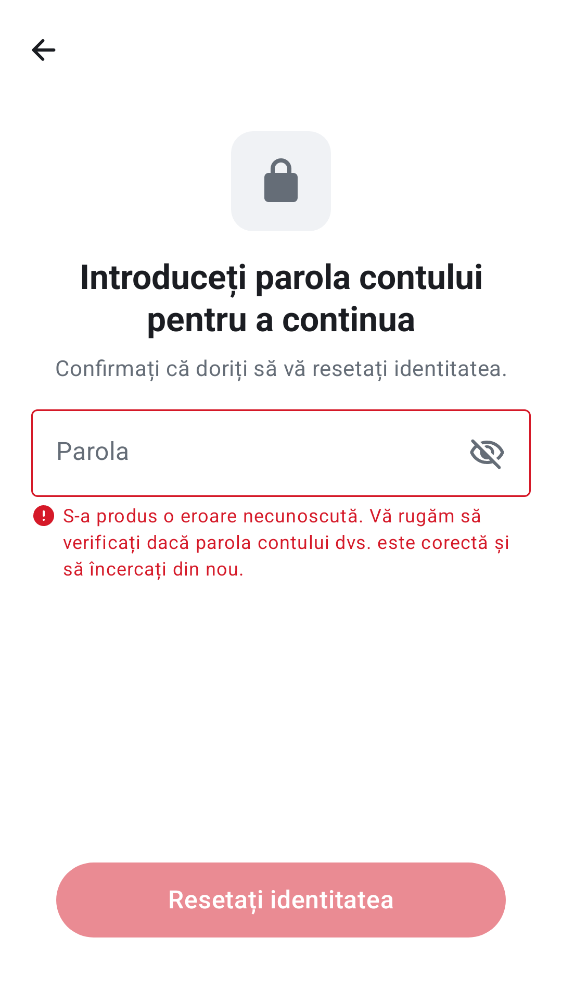 Introduceți parola contului
pentru a continua
Confirmați că doriți să vă resetați identitatea.
Parola
S-a produs o eroare necunoscută. Vă rugăm să
verificați dacă parola contului dvs. este corectă și
să încercați din nou.
Resetați identitatea